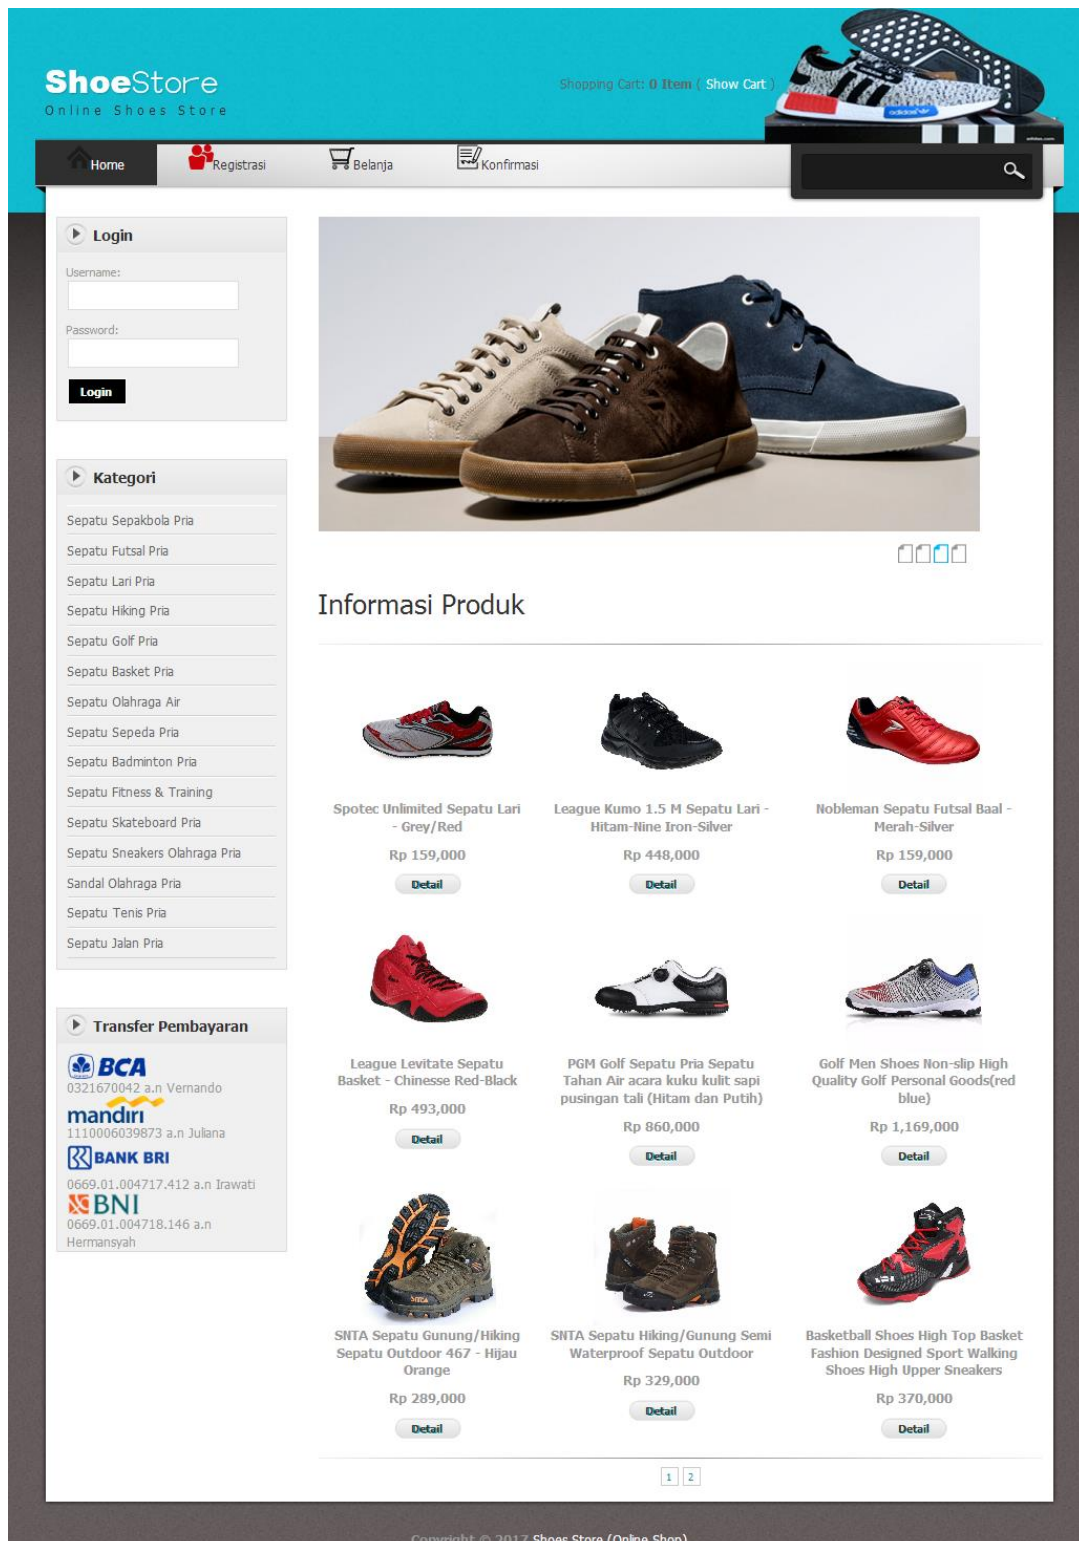 ShoeStore
Online Shoes Store
Shopping Cart: 0 Item ( Show Cart )
Home
Registrasi
Belanja
Konfirmasi
Login
Username:
Password:
Login
Kategori
Sepatu Sepakbola Pria
Sepatu Futsal Pria
Sepatu Lari Pria
Sepatu Hiking Pria
Sepatu Golf Pria
Sepatu Basket Pria
Sepatu Olahraga Air
Sepatu Sepeda Pria
Sepatu Badminton Pria
Sepatu Fitness & Training
Sepatu Skateboard Pria
Sepatu Sneakers Olahraga Pria
Sandal Olahraga Pria
Sepatu Tenis Pria
Sepatu Jalan Pria
Transfer Pembayaran
BCA
0321670042 a.n Vernando
mandiri
1110006039873 a.n Juliana
BANK BRI
0669.01.004717.412 a.n Irawati
BNI
0669.01.004718.146 a.n
Hermansyah
Informasi Produk
Spotec Unlimited Sepatu Lari
- Grey/Red
Rp 159,000
Detail
League Kumo 1.5 M Sepatu Lari -
Hitam-Nine Iron-Silver
Rp 448,000
Detail
Nobleman Sepatu Futsal Baal -
Merah-Silver
Rp 159,000
Detail
League Levitate Sepatu
Basket - Chinesse Red-Black
Rp 493,000
Detail
PGM Golf Sepatu Pria Sepatu
Tahan Air acara kuku kulit sapi
pusingan tali (Hitam dan Putih)
Rp 860,000
Detail
Golf Men Shoes Non-slip High
Quality Golf Personal Goods(red
blue)
Rp 1,169,000
Detail
SNTA Sepatu Gunung/Hiking
Sepatu Outdoor 467 - Hijau
Orange
Rp 289,000
Detail
SNTA Sepatu Hiking/Gunung Semi
Waterproof Sepatu Outdoor
Rp 329,000
Detail
Basketball Shoes High Top Basket
Fashion Designed Sport Walking
Shoes High Upper Sneakers
Rp 370,000
Detail
1 2
Copyright © 2017 Shoes Store (Online Shop)